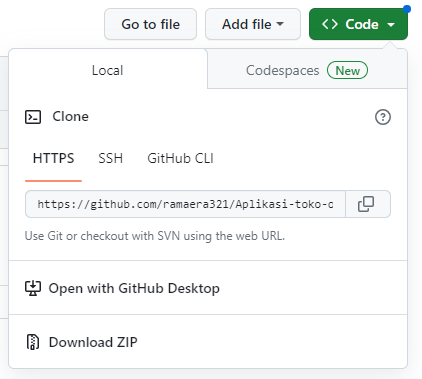 Go to file Add file Code
Local Codespaces New
Clone
HTTPS SSH GitHub CLI
https://github.com/ramaera321/Aplikasi-toko-o
Use Git or checkout with SVN using the web URL.
Open with GitHub Desktop
Download ZIP